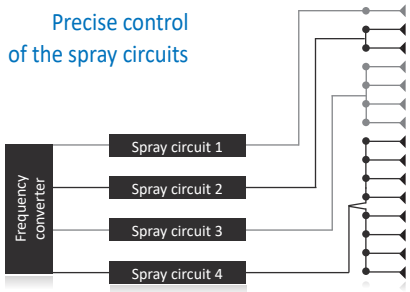 Precise control
of the spray circuits
Spray circuit 1
Spray circuit 2
Spray circuit 3
Spray circuit 4
Frequency
converter